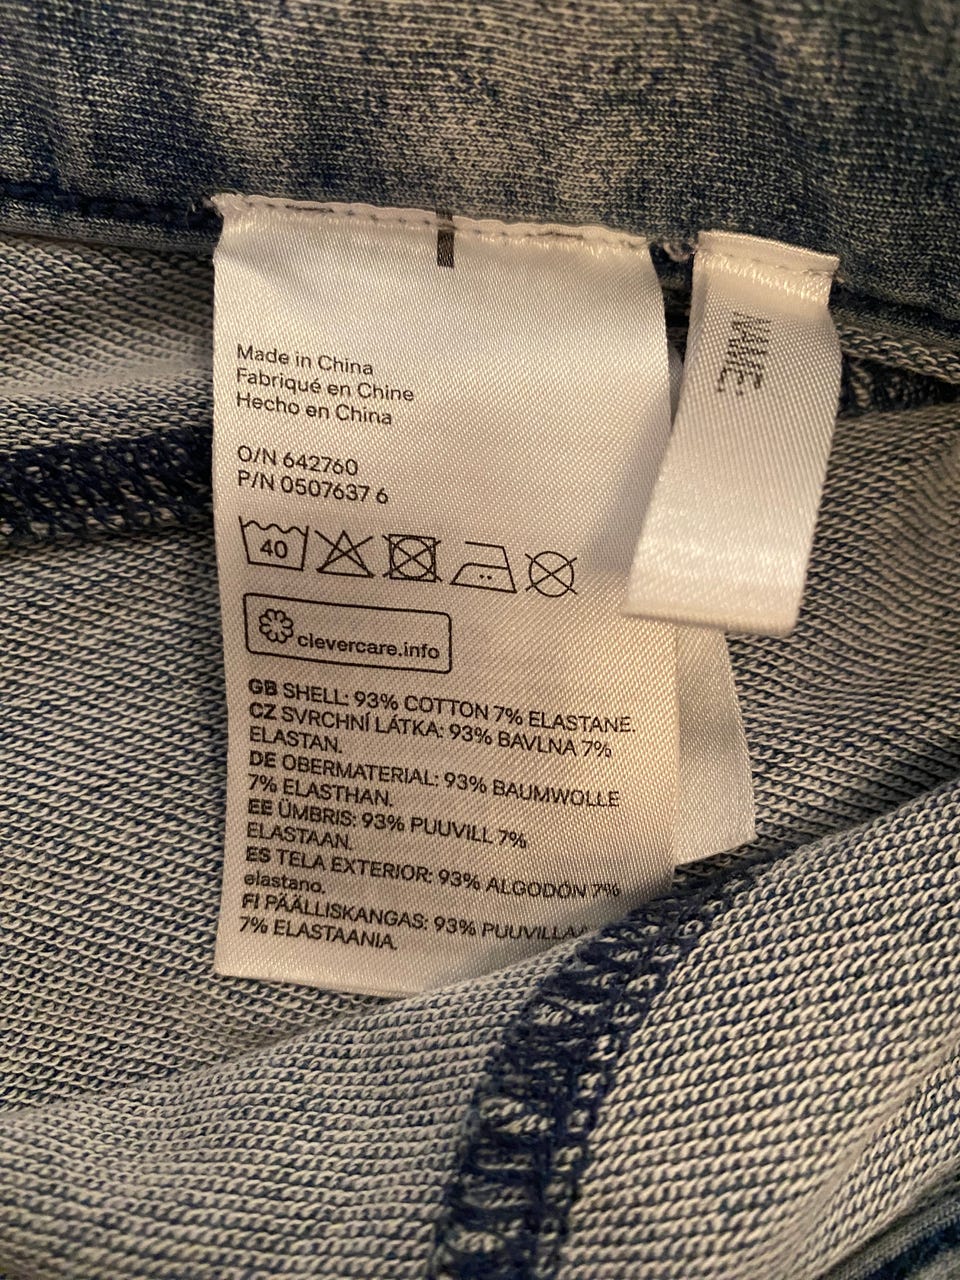 Made in China
Fabriqué en Chine
Hecho en China
O/N 642760
P/N 0507637 6
40
clevercare.info
GB SHELL: 93% COTTON 7% ELASTANE.
CZ SVRCHNÍ LÁTKA: 93% BAVLNA 7%
ELASTAN.
DE OBERMATERIAL: 93% BAUMWOLLE
7% ELASTHAN.
EE ÜMBRIS: 93% PUUVILL 7%
ELASTAAN.
ES TELA EXTERIOR: 93% ALGODÓN 7%
elastano.
FI PÄÄLLISKANGAS: 93% PUUVILLAA
7% ELASTAANIA.